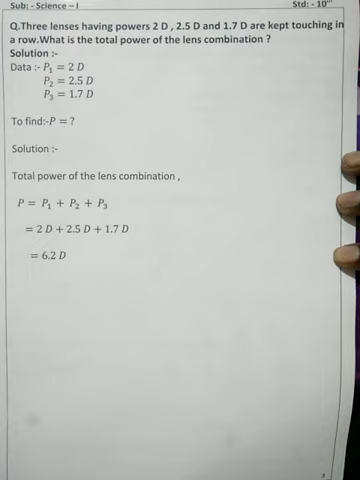 Sub: - Science – I Std: - 10th
Q.Three lenses having powers 2 D , 2.5 D and 1.7 D are kept touching in
a row.What is the total power of the lens combination ?
Solution :-
Data :- P₁ = 2 D
P₂ = 2.5 D
P₃ = 1.7 D
To find:-P = ?
Solution :-
Total power of the lens combination ,
P = P₁ + P₂ + P₃
= 2 D + 2.5 D + 1.7 D
= 6.2 D